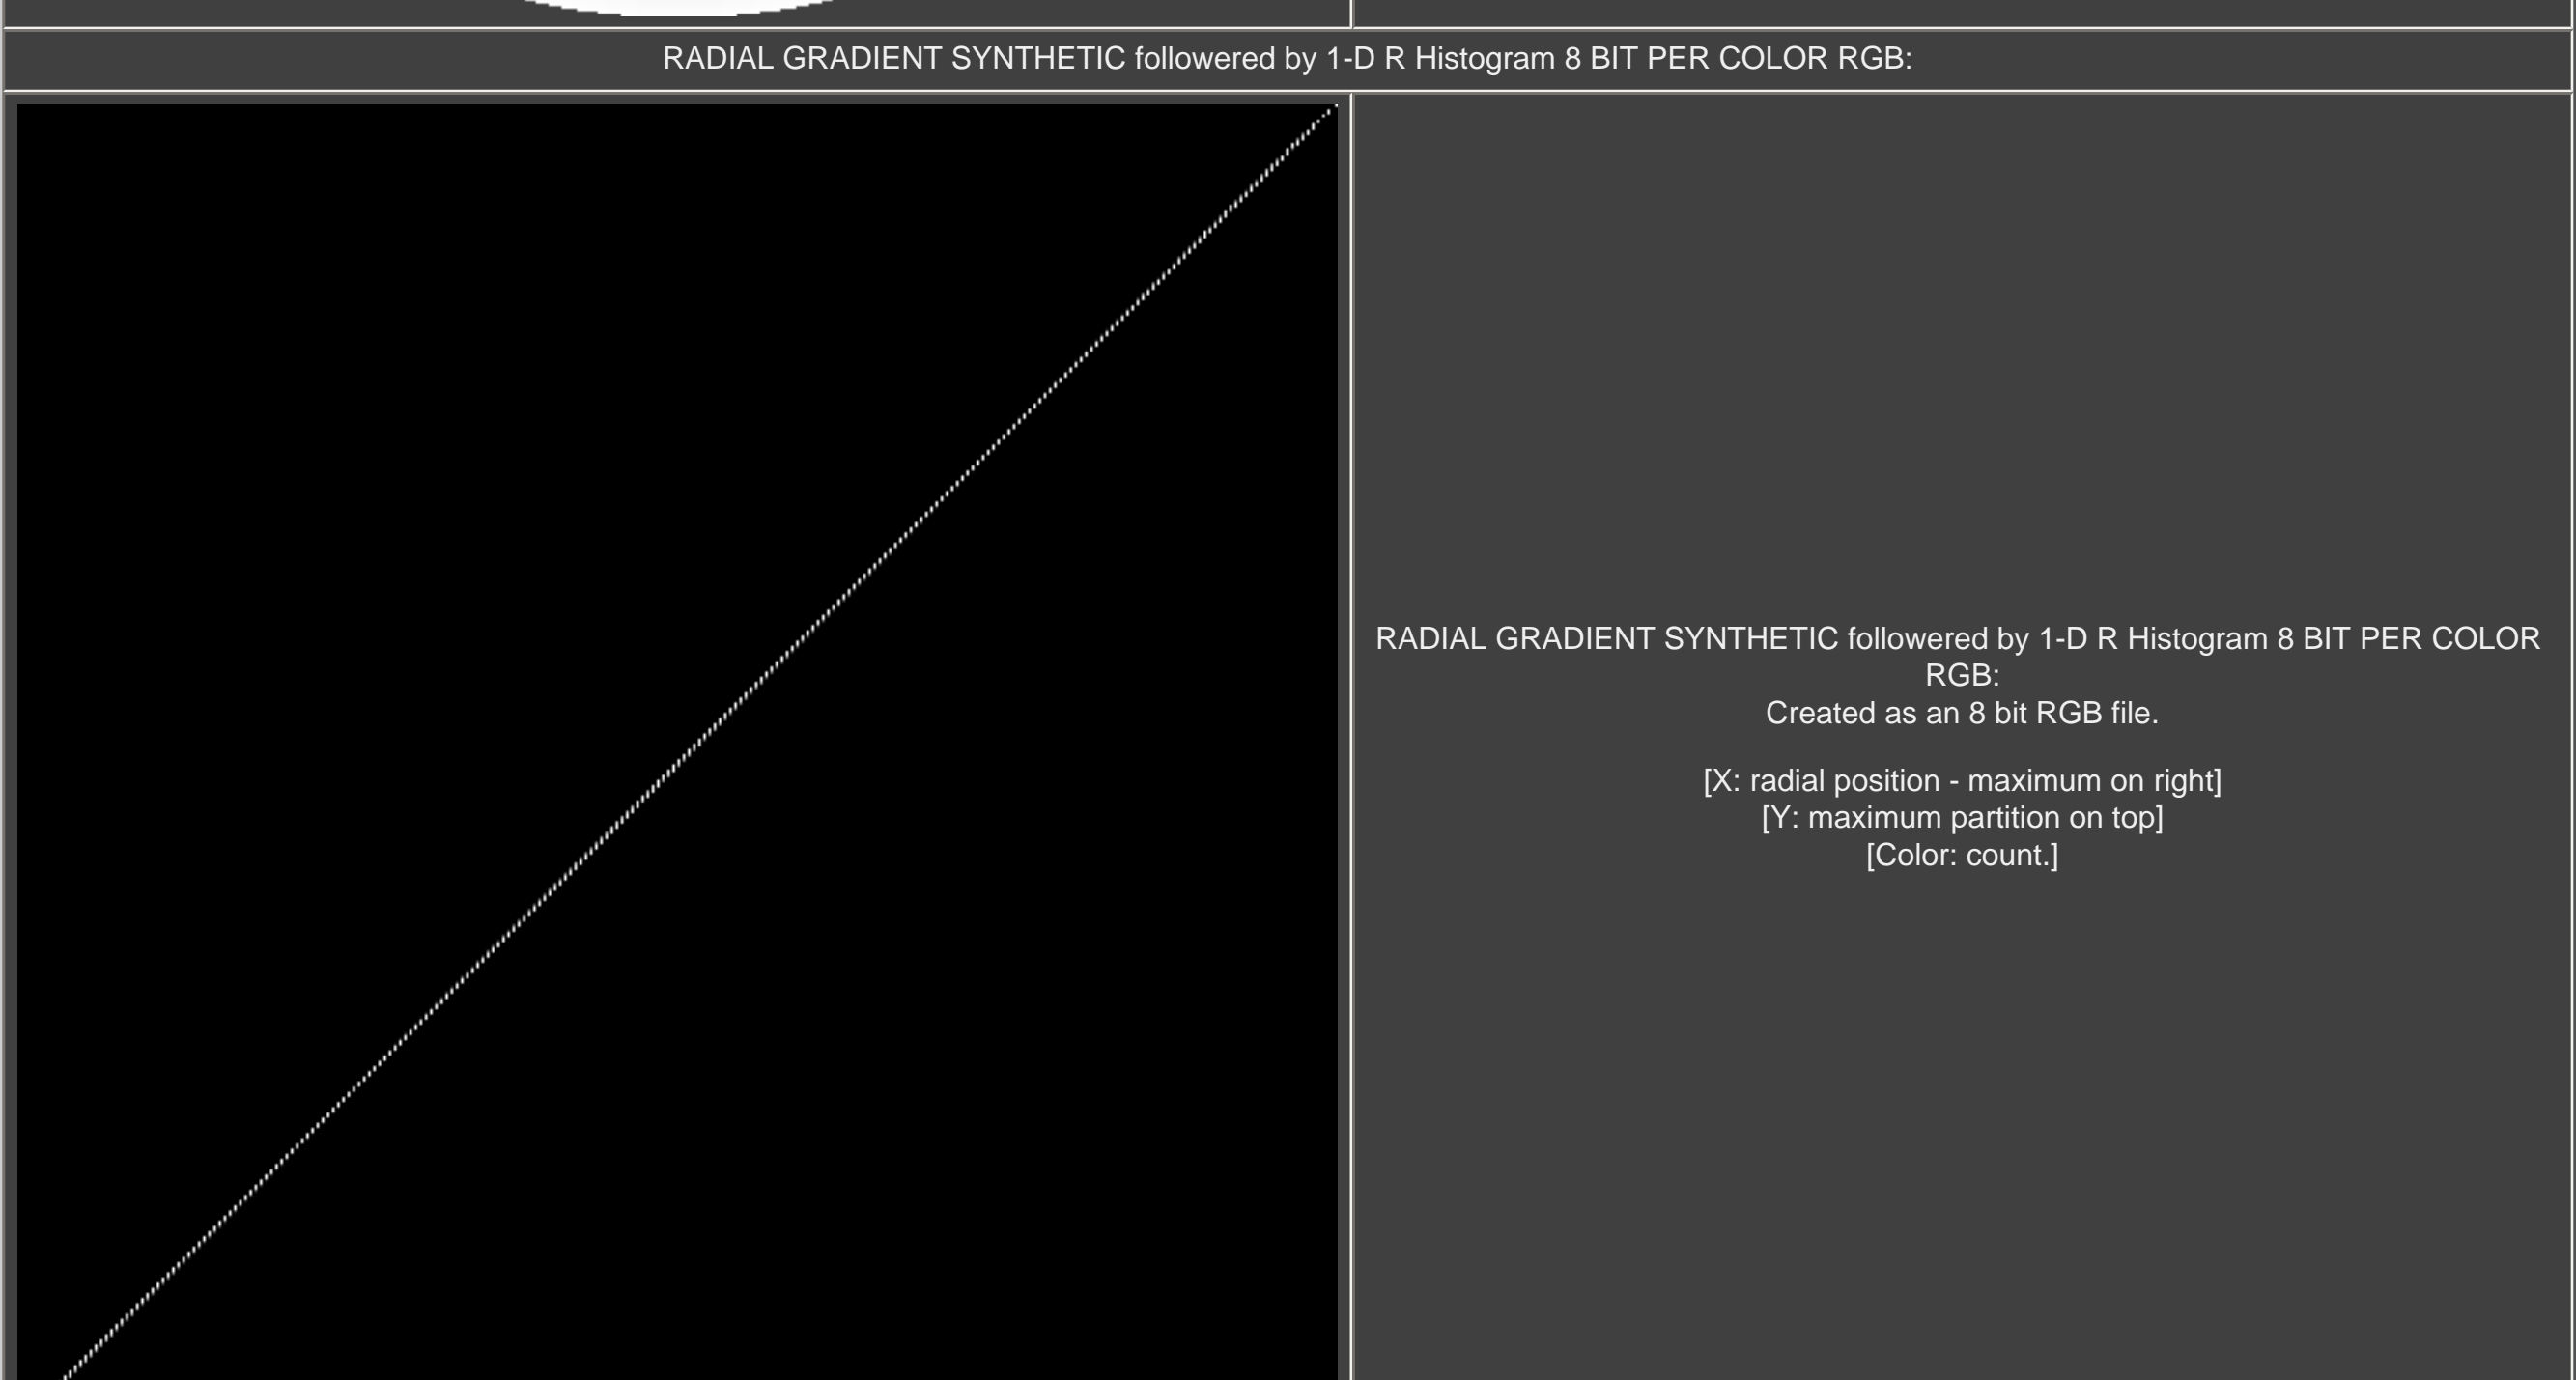 RADIAL GRADIENT SYNTHETIC followered by 1-D R Histogram 8 BIT PER COLOR RGB:
RADIAL GRADIENT SYNTHETIC followered by 1-D R Histogram 8 BIT PER COLOR
RGB:
Created as an 8 bit RGB file.
[X: radial position - maximum on right]
[Y: maximum partition on top]
[Color: count.]